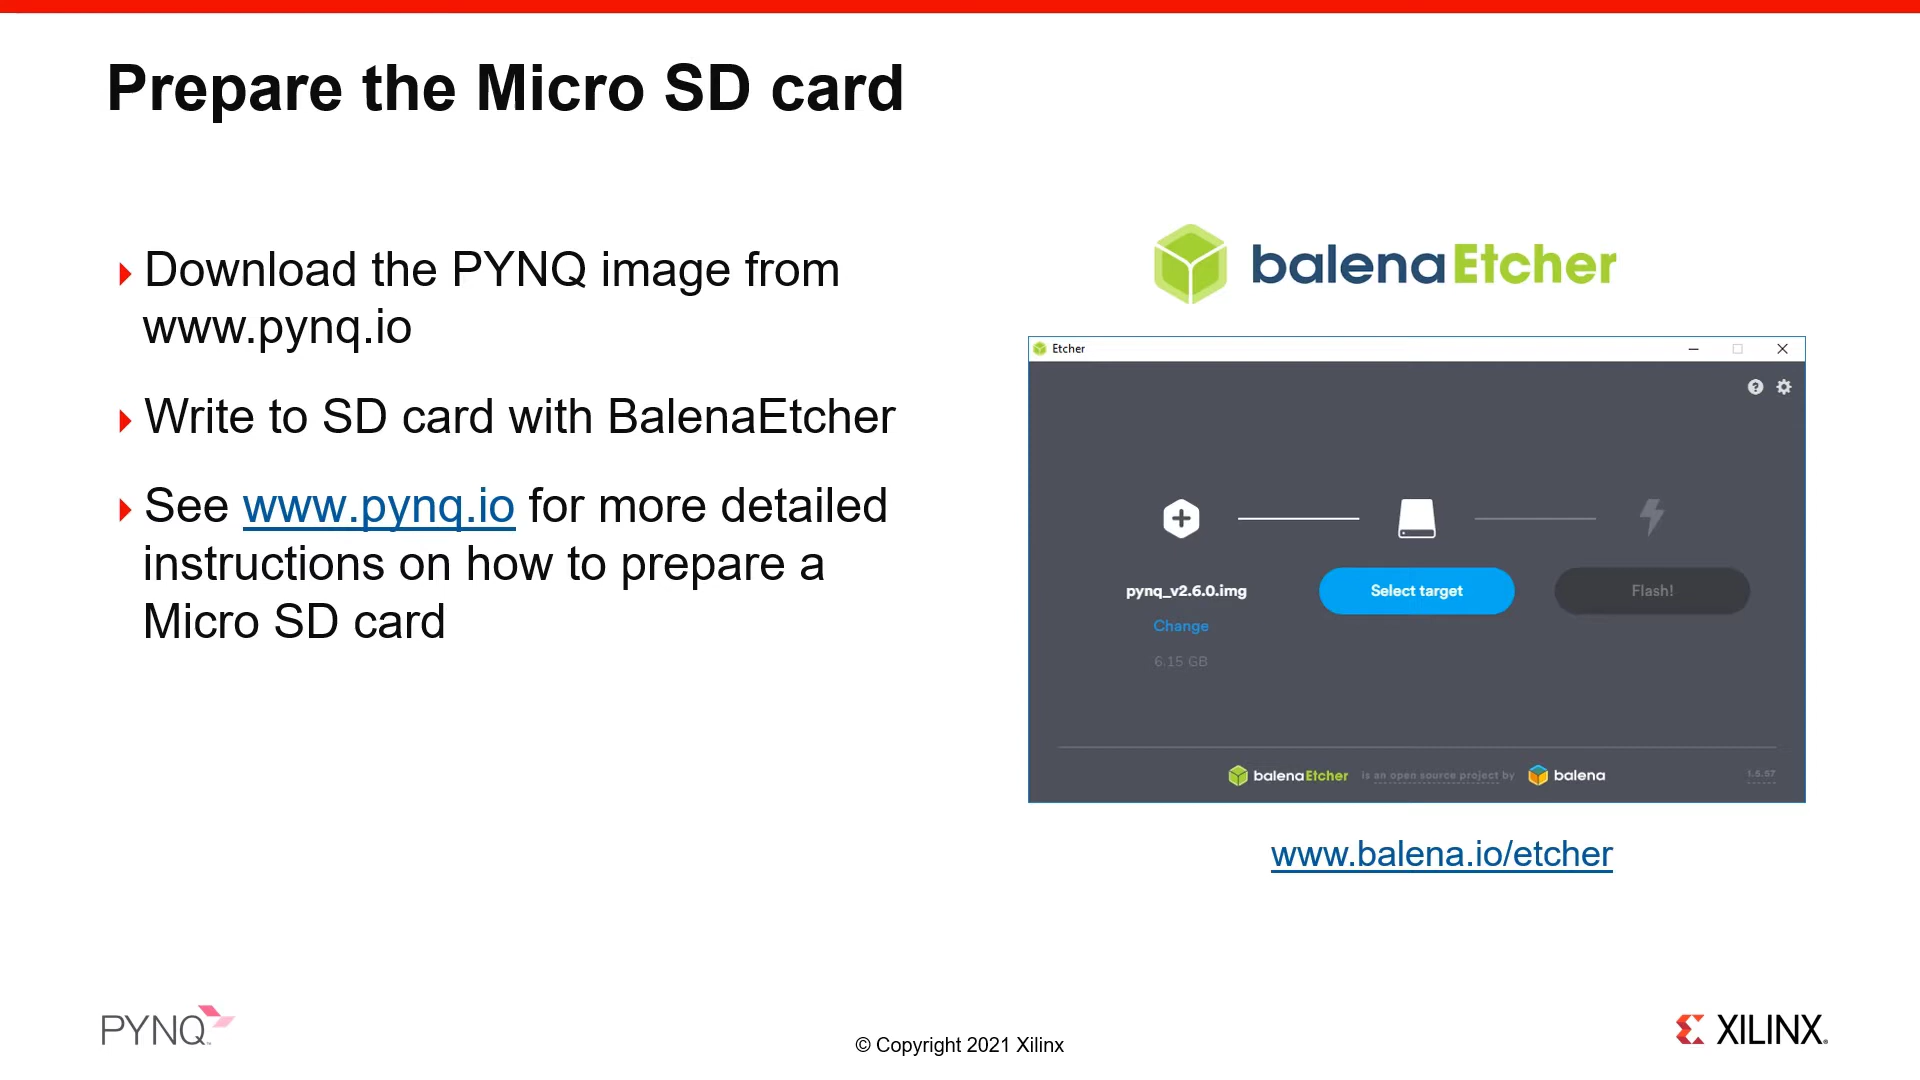 Prepare the Micro SD card
Download the PYNQ image from
www.pynq.io
Write to SD card with BalenaEtcher
See www.pynq.io for more detailed
instructions on how to prepare a
Micro SD card
balenaEtcher
Etcher
pynq_v2.6.0.img
Select target
Flash!
Change
6.15 GB
balenaEtcher is an open source project by balena
1.5.57
www.balena.io/etcher
PYNQ
© Copyright 2021 Xilinx
XILINX